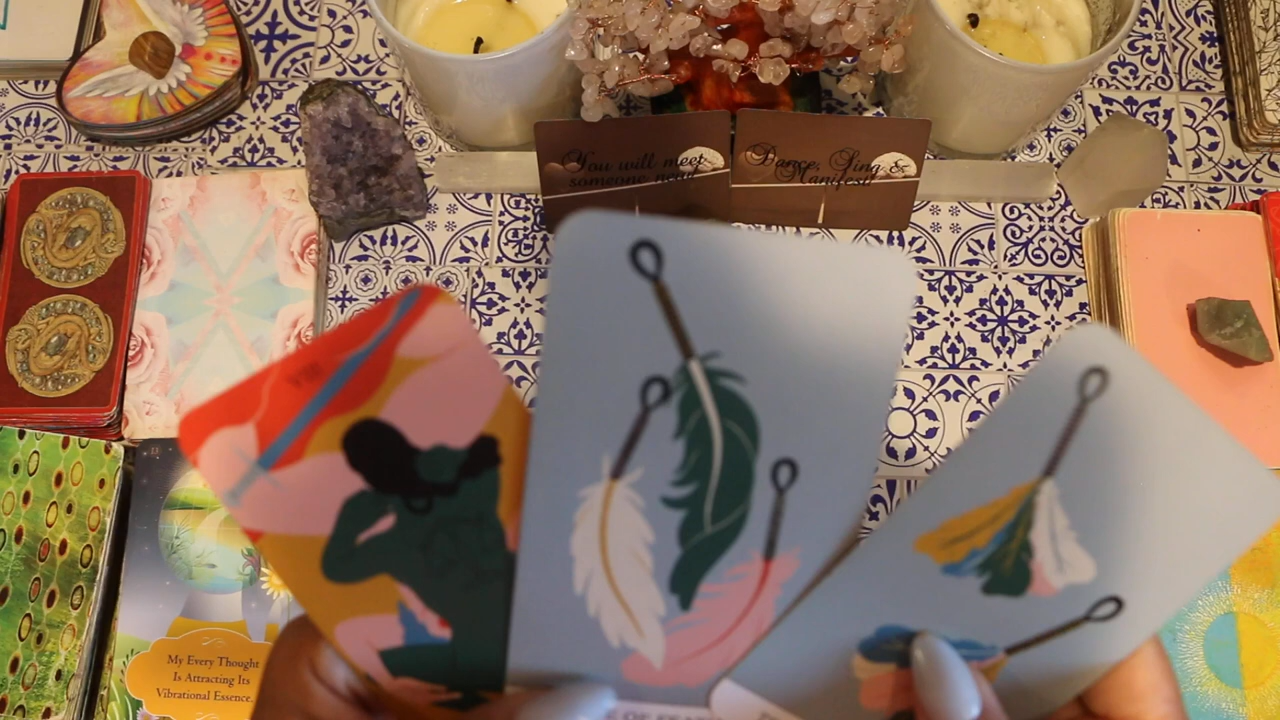 You will meet
someone new!
Dance, Sing &
Manifest
My Every Thought
Is Attracting Its
Vibrational Essence.